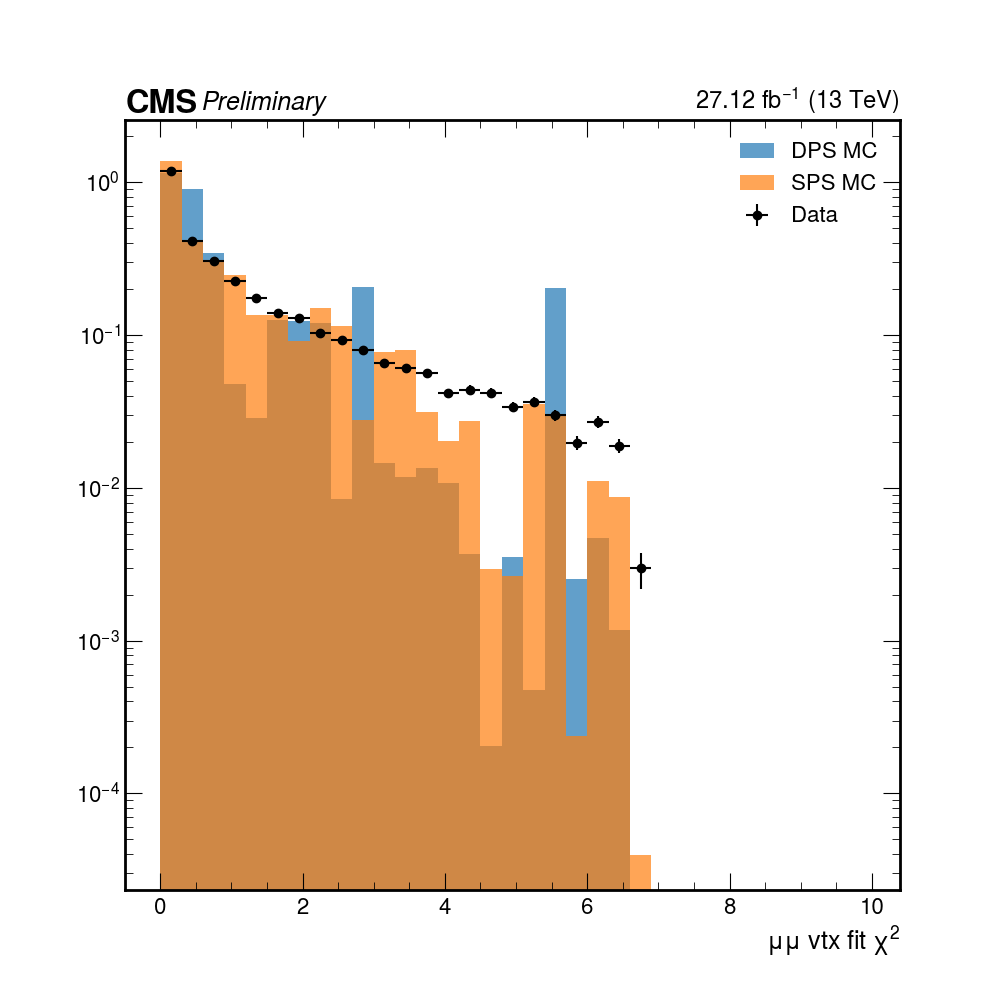 CMS Preliminary 27.12 fb⁻¹ (13 TeV)
DPS MC
SPS MC
Data
10⁰
10⁻¹
10⁻²
10⁻³
10⁻⁴
0 2 4 6 8 10
μμ vtx fit χ²